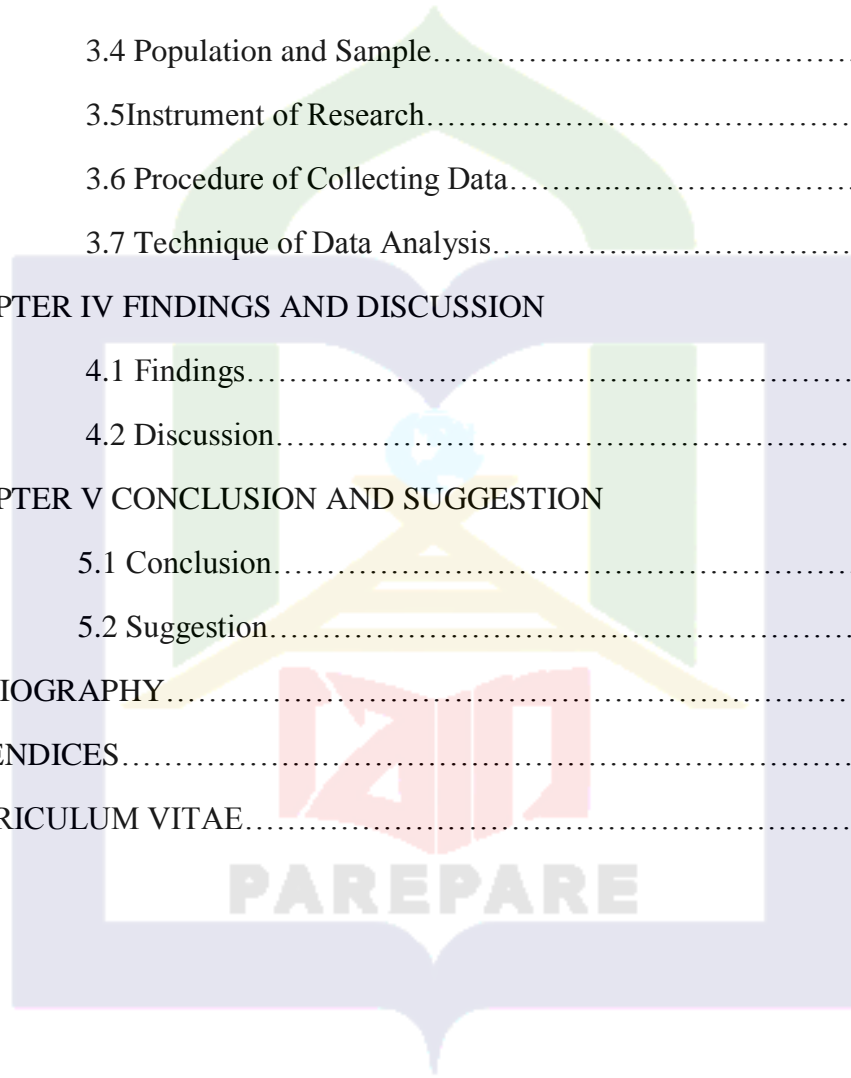 3.4 Population and Sample……………………………………
3.5Instrument of Research……………………………………
3.6 Procedure of Collecting Data………..……………………
3.7 Technique of Data Analysis…………..……………………
PTER IV FINDINGS AND DISCUSSION
4.1 Findings……………………………………………………
4.2 Discussion…………………………………………………
PTER V CONCLUSION AND SUGGESTION
5.1 Conclusion…………………………………………………
5.2 Suggestion…………………………………………………
IOGRAPHY……………………………………………………………
ENDICES………………………………………………………………
RICULUM VITAE……………………………………………………
PAREPARE